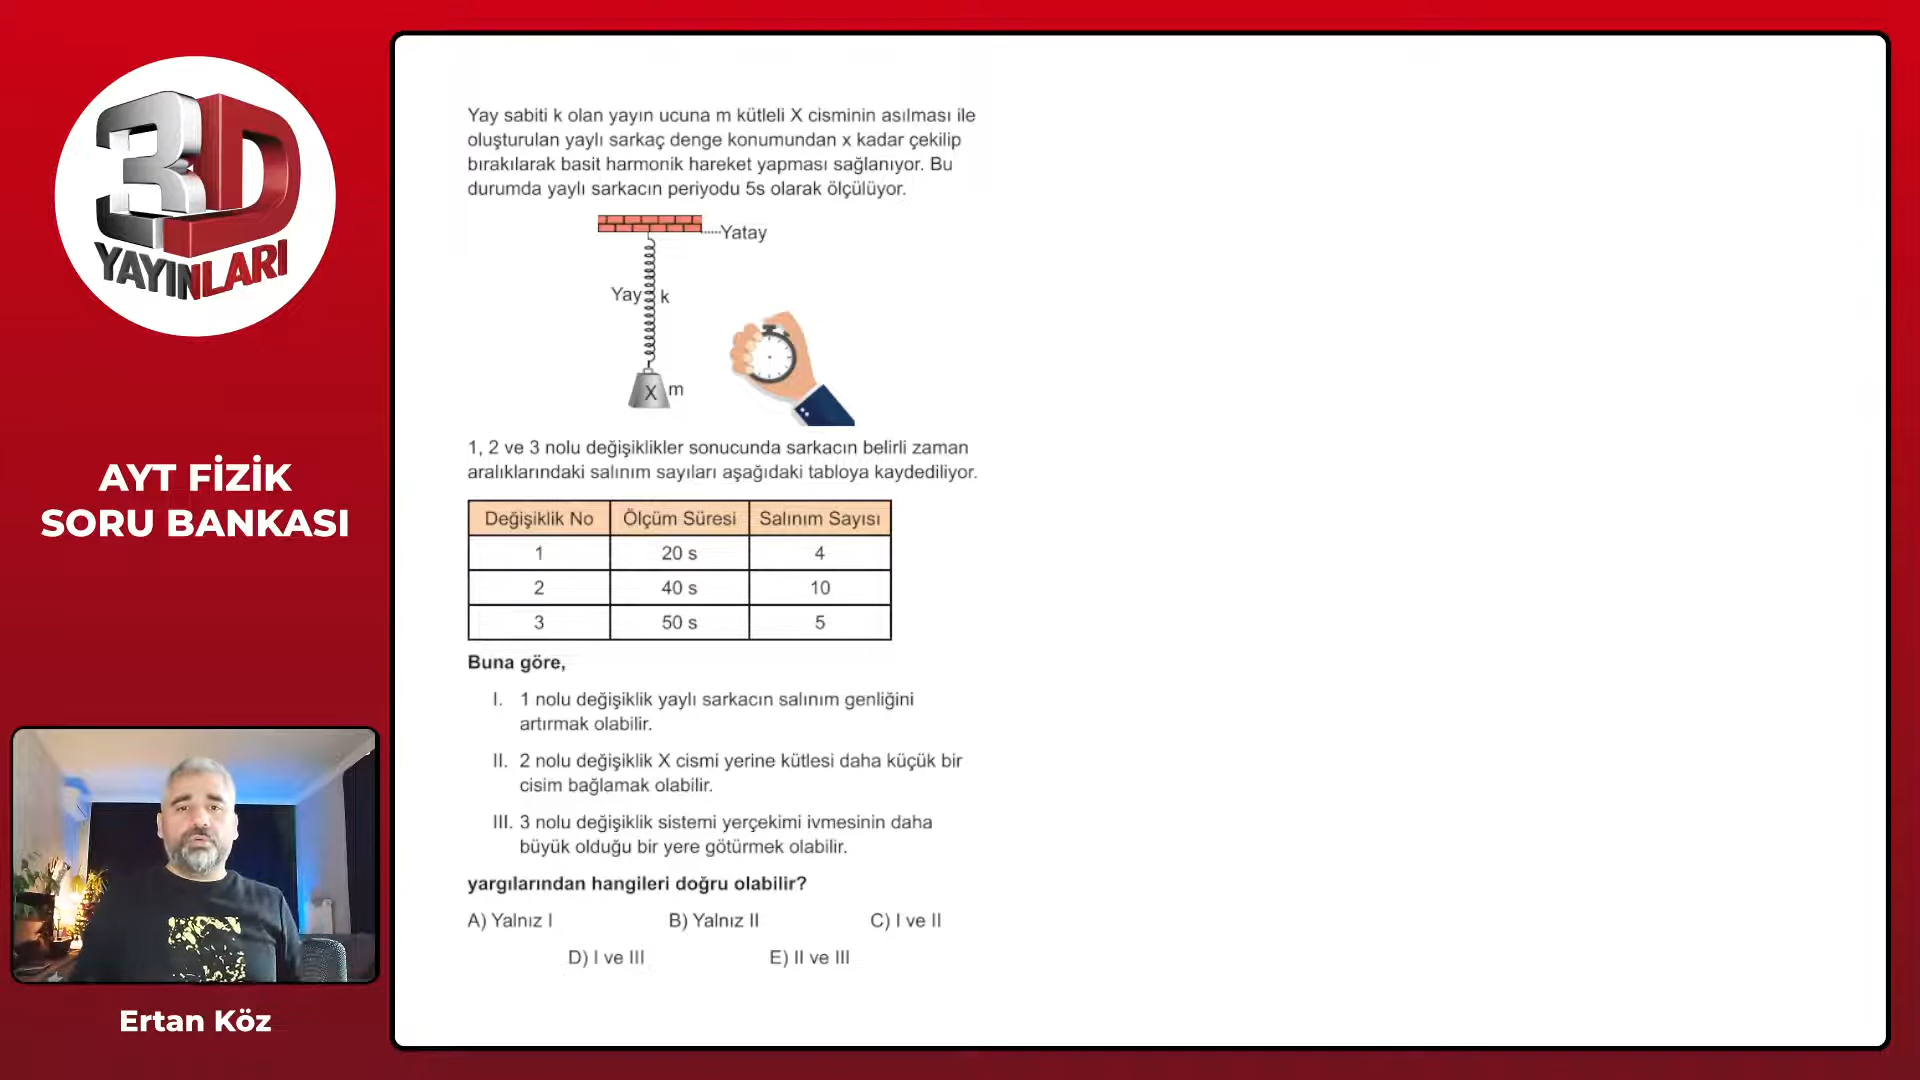 3D
YAYINLARI
AYT FİZİK
SORU BANKASI
Ertan Köz
Yay sabiti k olan yayın ucuna m kütleli X cisminin asılması ile
oluşturulan yaylı sarkaç denge konumundan x kadar çekilip
bırakılarak basit harmonik hareket yapması sağlanıyor. Bu
durumda yaylı sarkacın periyodu 5s olarak ölçülüyor.
Yatay
Yay k
X m
1, 2 ve 3 nolu değişiklikler sonucunda sarkacın belirli zaman
aralıklarındaki salınım sayıları aşağıdaki tabloya kaydediliyor.
Değişiklik No Ölçüm Süresi Salınım Sayısı
1 20 s 4
2 40 s 10
3 50 s 5
Buna göre,
I. 1 nolu değişiklik yaylı sarkacın salınım genliğini
artırmak olabilir.
II. 2 nolu değişiklik X cismi yerine kütlesi daha küçük bir
cisim bağlamak olabilir.
III. 3 nolu değişiklik sistemi yerçekimi ivmesinin daha
büyük olduğu bir yere götürmek olabilir.
yargılarından hangileri doğru olabilir?
A) Yalnız I B) Yalnız II C) I ve II
D) I ve III E) II ve III